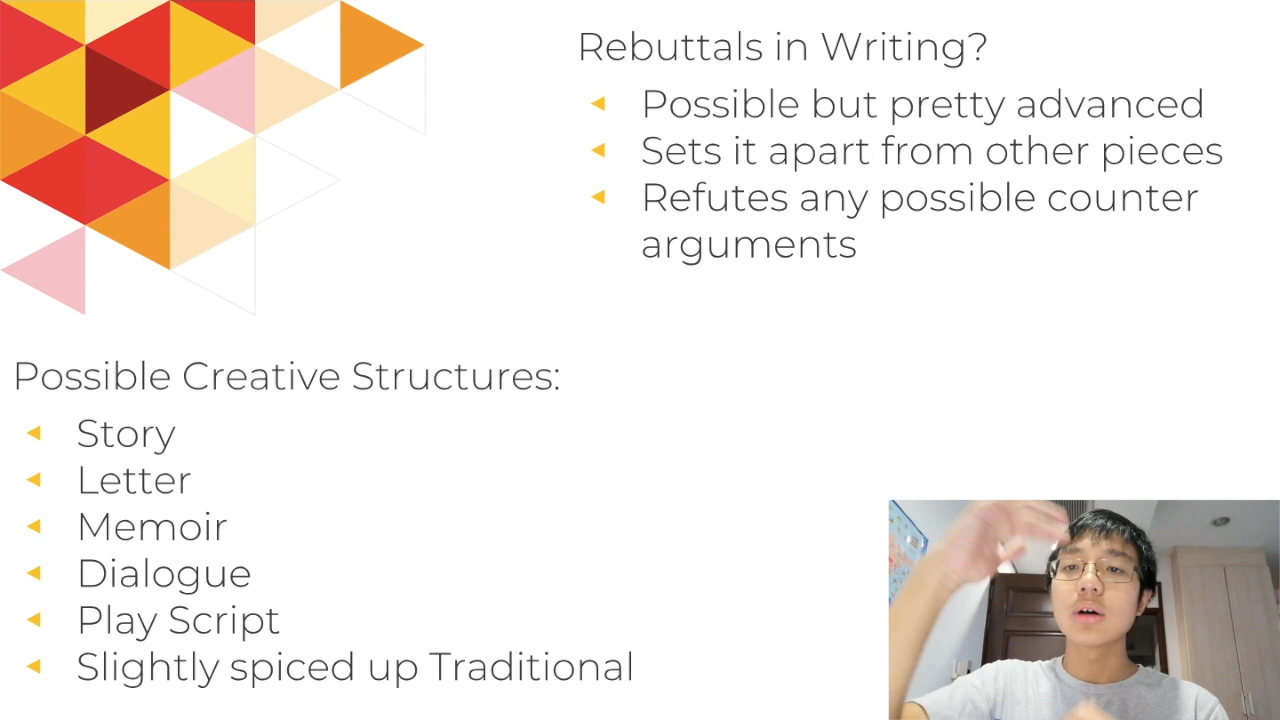 Rebuttals in Writing?
Possible but pretty advanced
Sets it apart from other pieces
Refutes any possible counter
arguments
Possible Creative Structures:
Story
Letter
Memoir
Dialogue
Play Script
Slightly spiced up Traditional